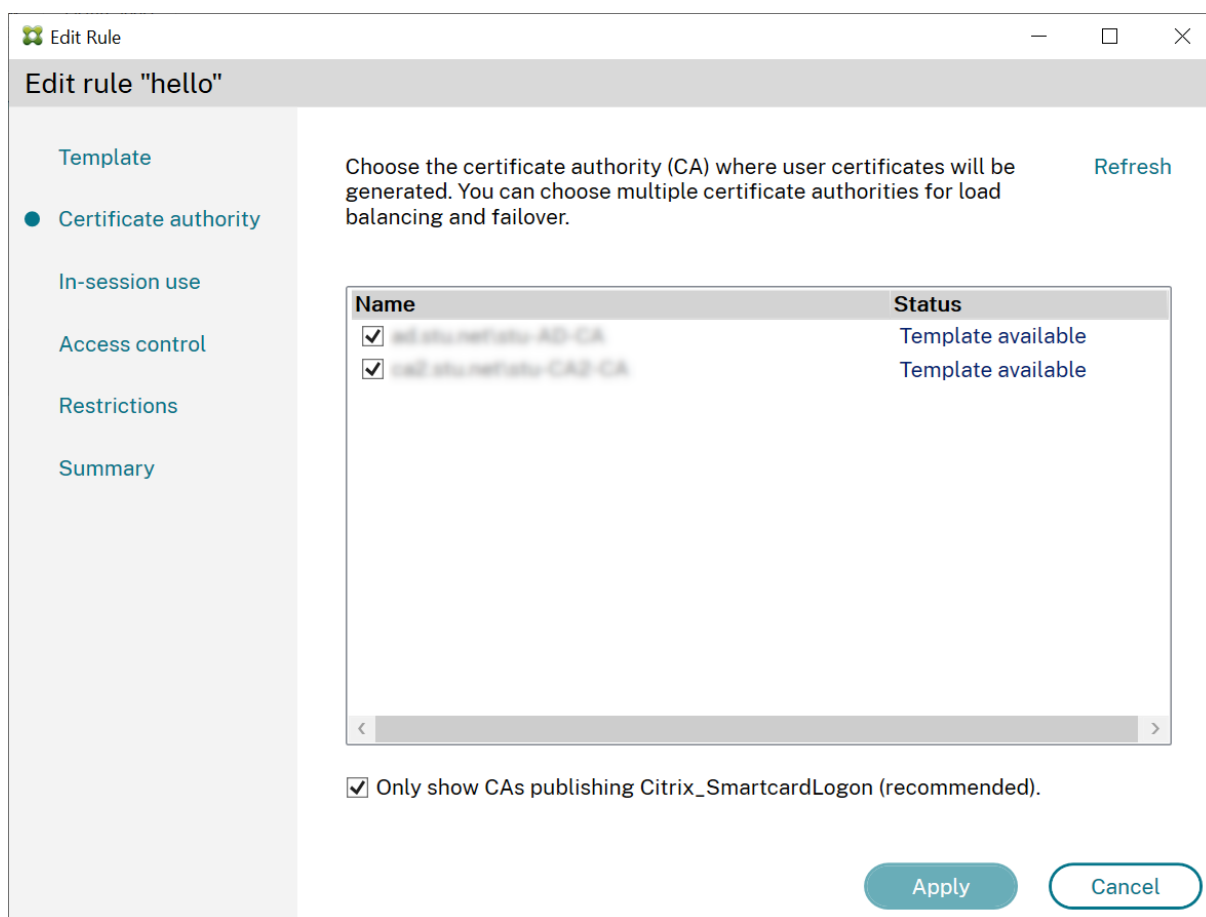 Edit Rule
Edit rule "hello"
Template
Certificate authority
In-session use
Access control
Restrictions
Summary
Choose the certificate authority (CA) where user certificates will be
generated. You can choose multiple certificate authorities for load
balancing and failover.
Refresh
Name Status
Template available
Template available
Only show CAs publishing Citrix_SmartcardLogon (recommended).
Apply Cancel